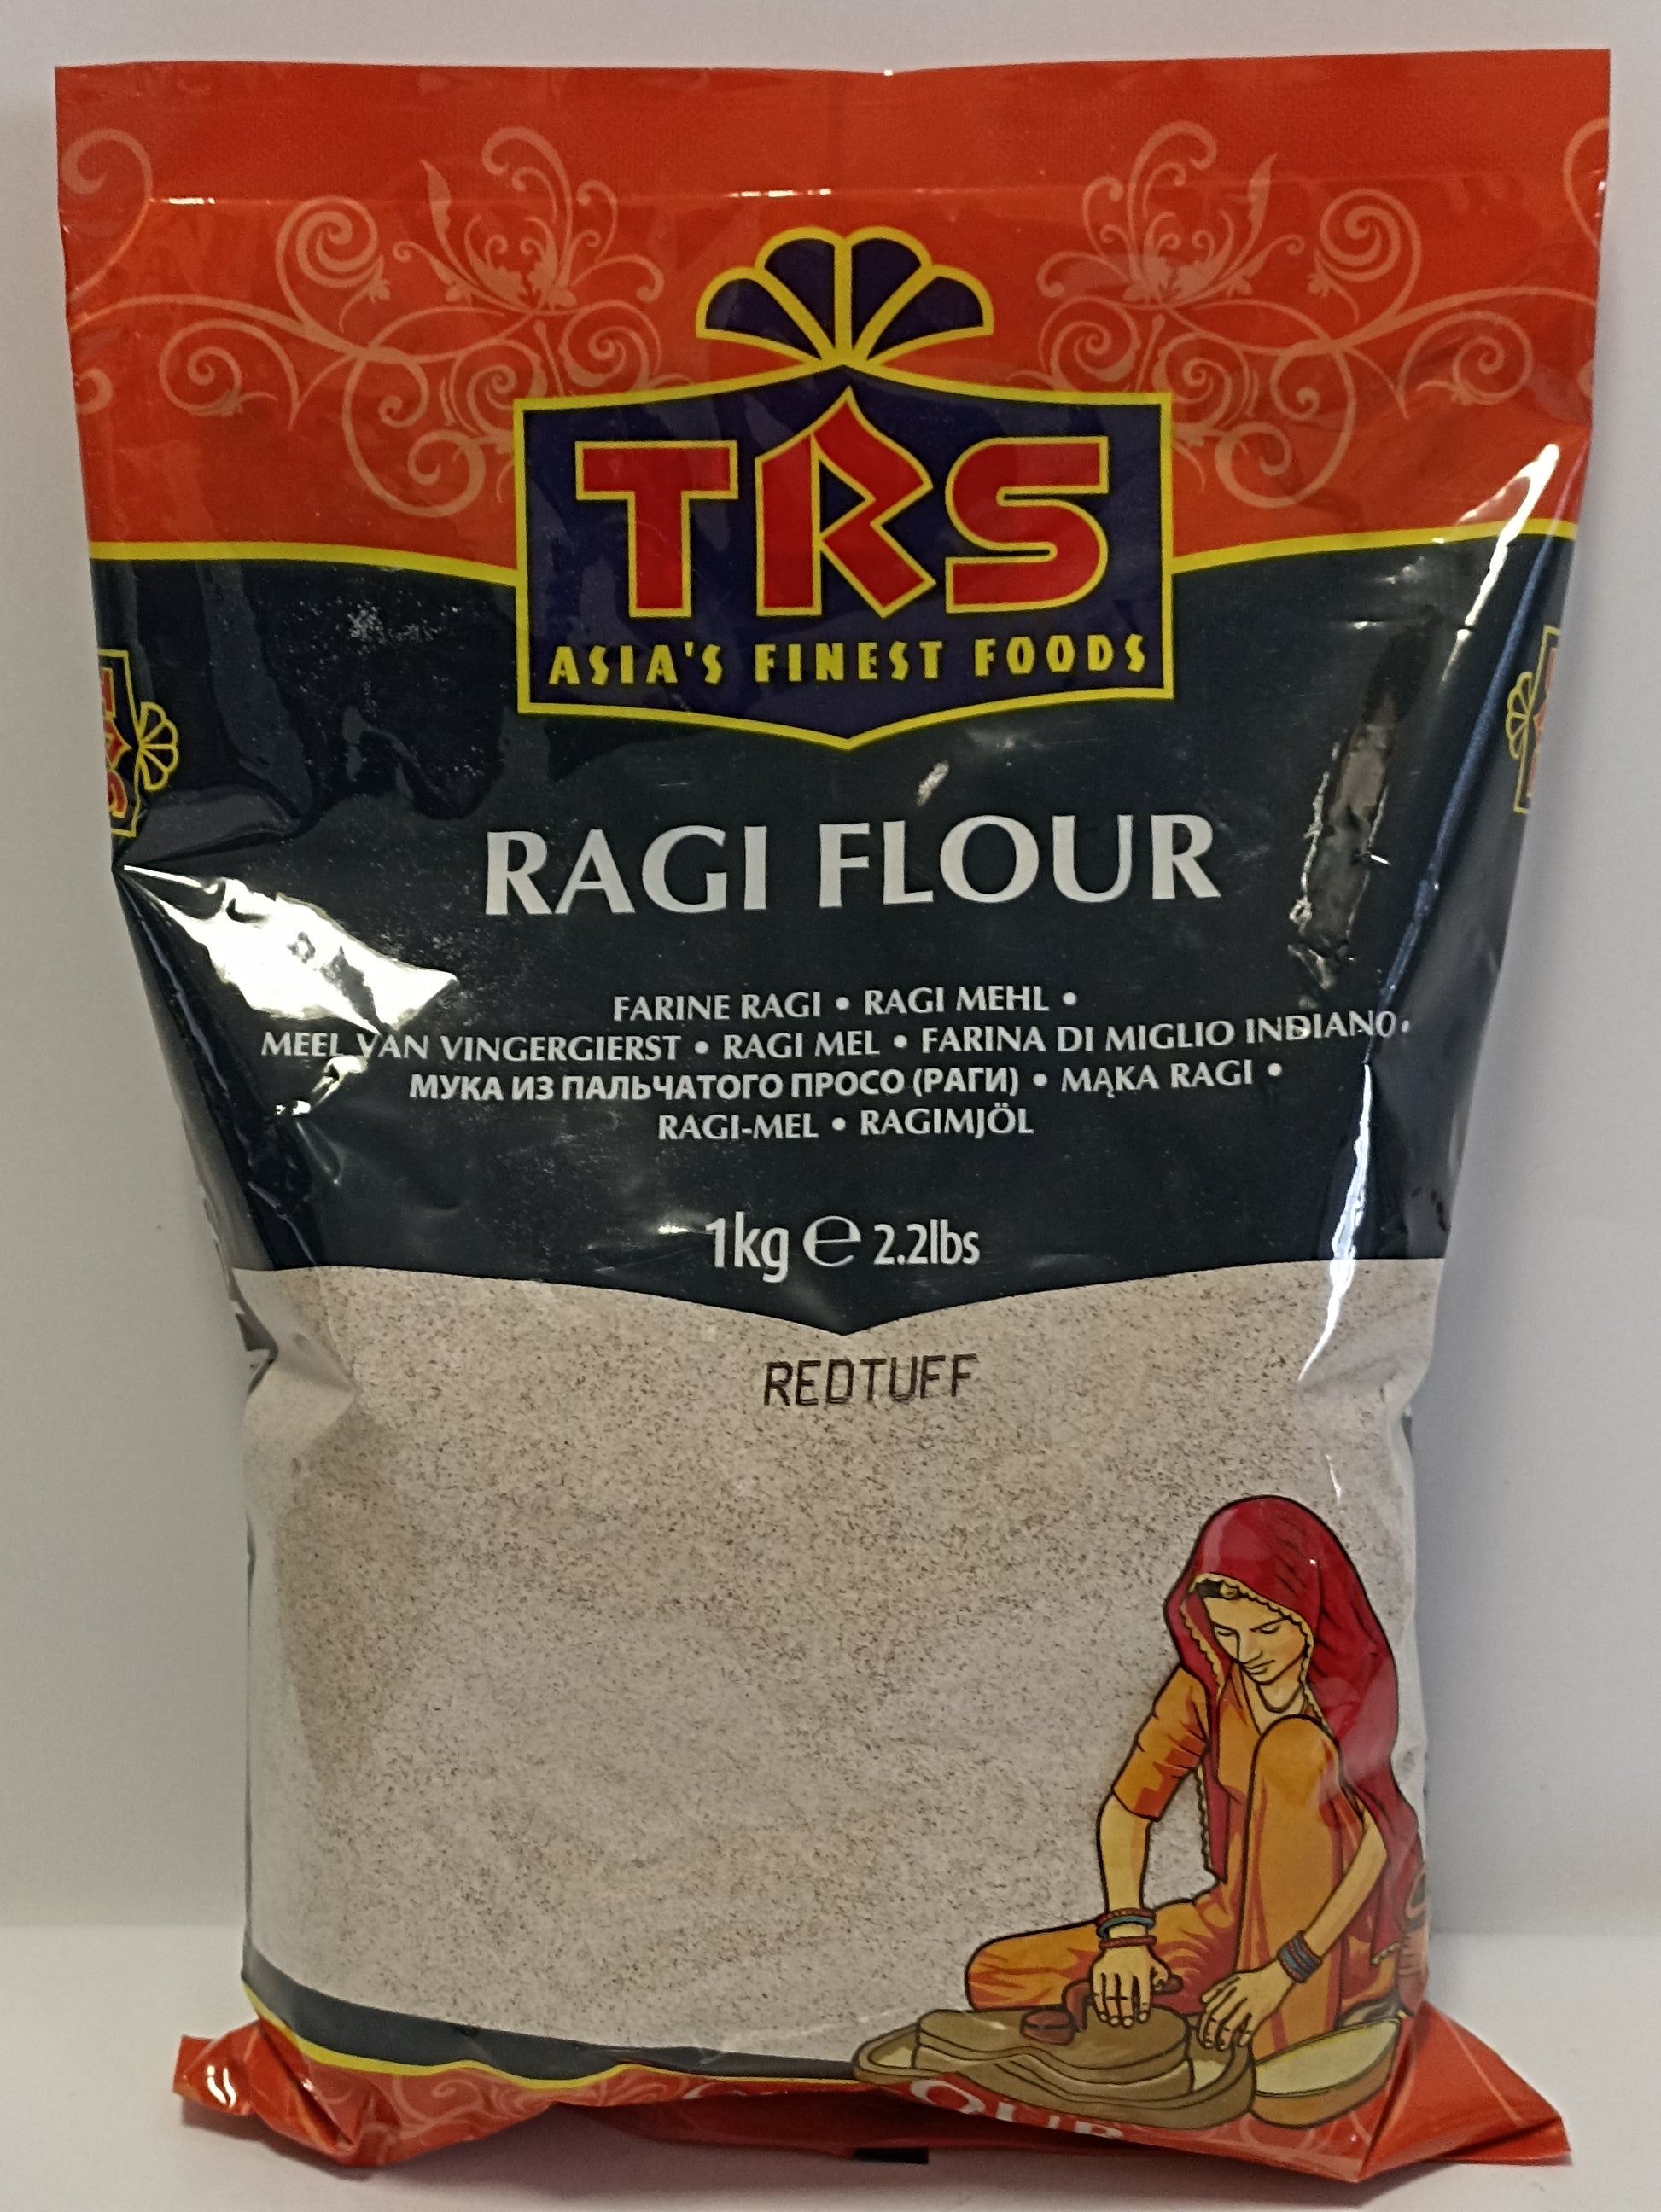 TRS
ASIA'S FINEST FOODS
RAGI FLOUR
FARINE RAGI • RAGI MEHL •
MEEL VAN VINGERGIERST • RAGI MEL • FARINA DI MIGLIO INDIANO •
МУКА ИЗ ПАЛЬЧАТОГО ПРОСО (РАГИ) • MĄKA RAGI •
RAGI-MEL • RAGIMJÖL
1kg e 2.2lbs
REDTUFF